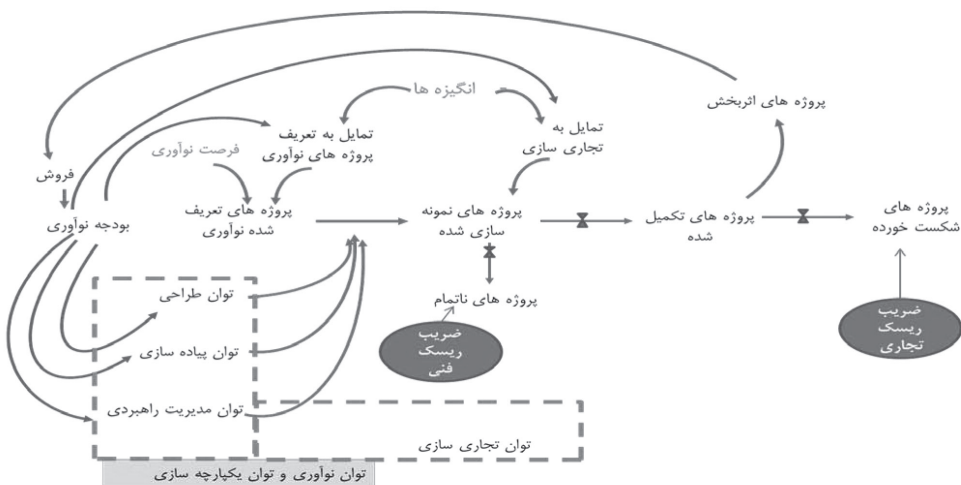 انگیزه ها
پروژه های اثربخش
تمایل به تعریف
پروژه های نوآوری
تمایل به
تجاری سازی
فرصت نوآوری
فروش
بودجه نوآوری
پروژه های تعریف
شده نوآوری
پروژه های نمونه
سازی شده
پروژه های تکمیل
شده
پروژه های
شکست خورده
توان طراحی
پروژه های ناتمام
ضریب
ریسک
فنی
ضریب
ریسک
تجاری
توان پیاده سازی
توان مدیریت راهبردی
توان تجاری سازی
توان نوآوری و توان یکپارچه سازی